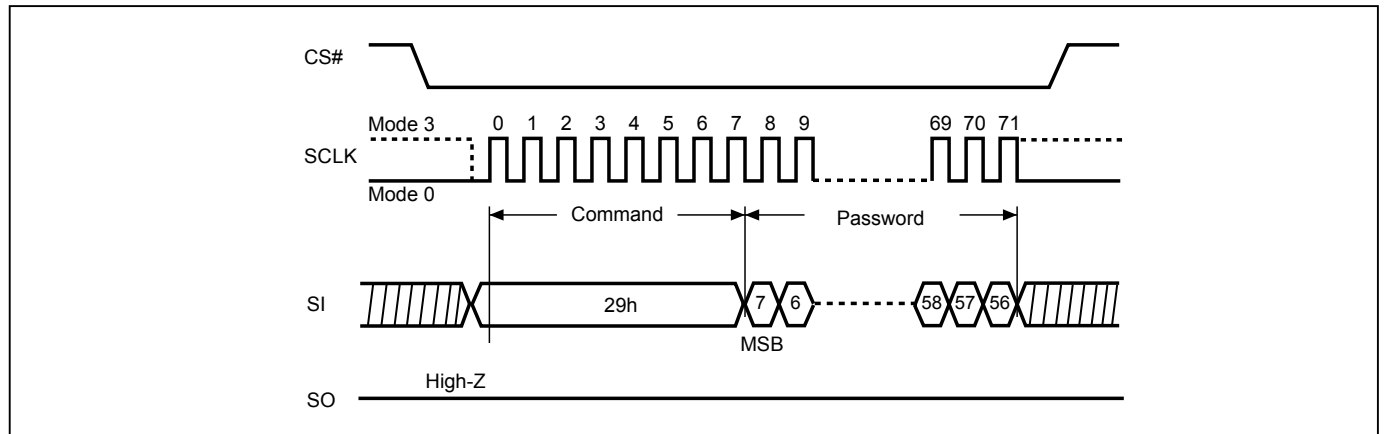 CS#
Mode 3 0 1 2 3 4 5 6 7 8 9 69 70 71
SCLK
Mode 0
Command Password
SI 29h 7 6 58 57 56
MSB
High-Z
SO